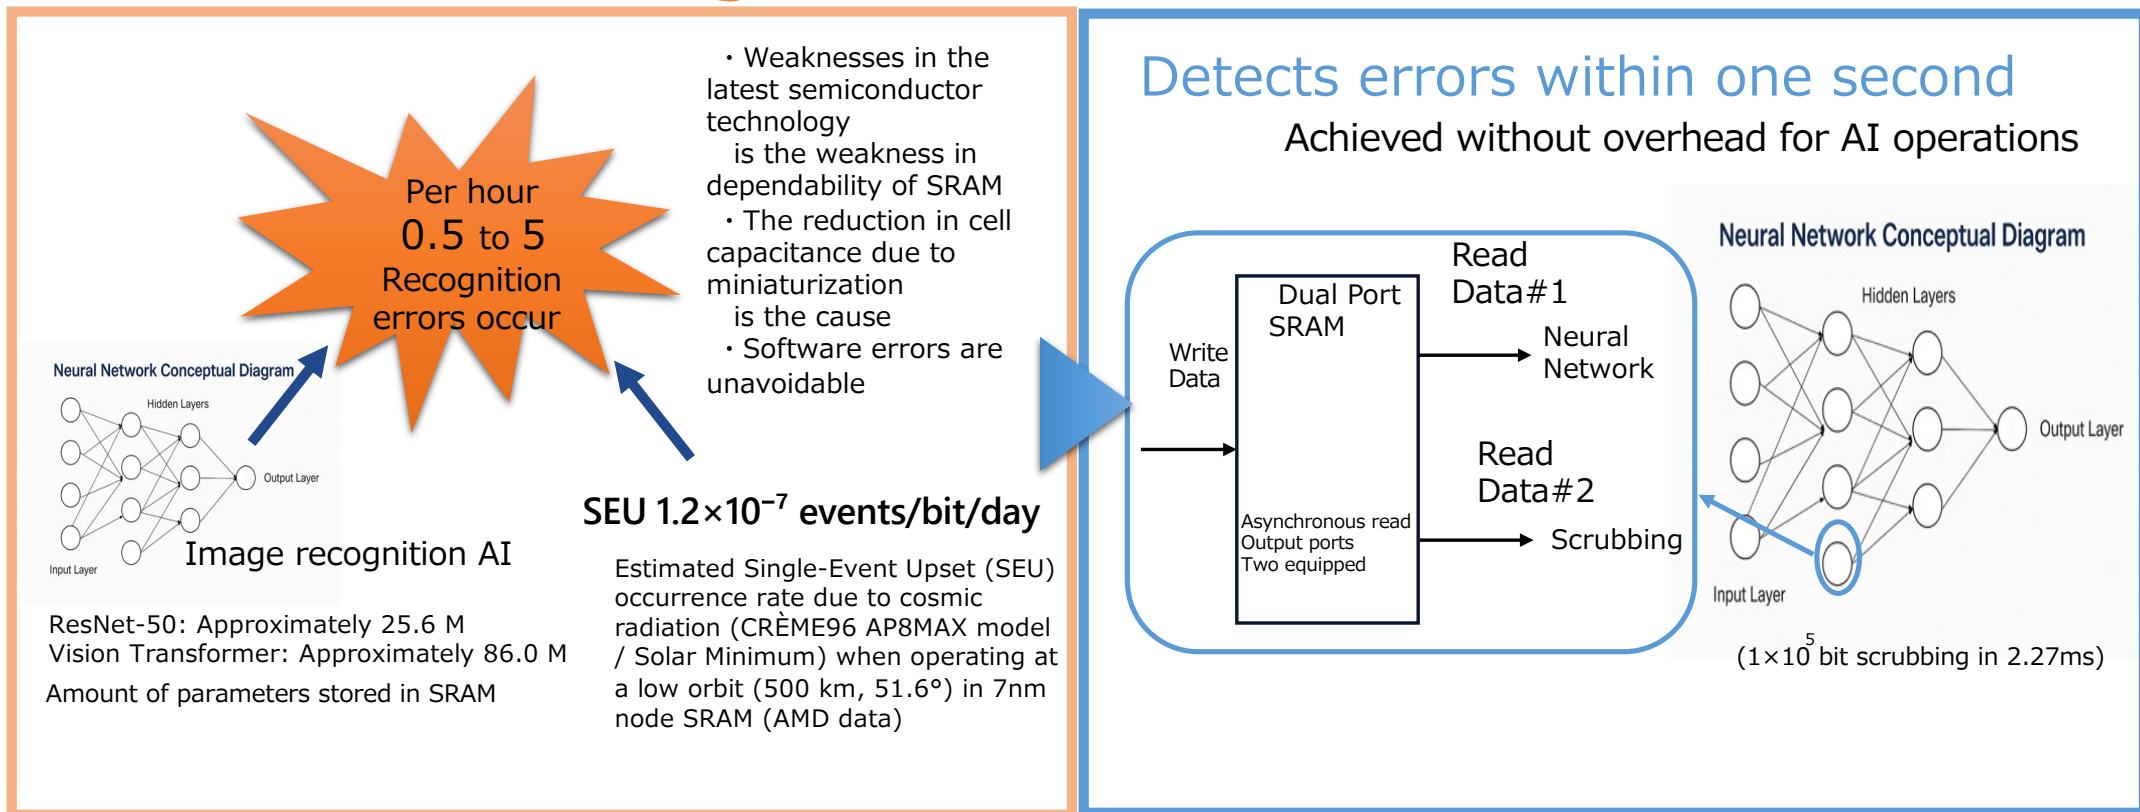 Per hour
0.5 to 5
Recognition
errors occur
・Weaknesses in the
latest semiconductor
technology
is the weakness in
dependability of SRAM
・The reduction in cell
capacitance due to
miniaturization
is the cause
・Software errors are
unavoidable
Neural Network Conceptual Diagram
Hidden Layers
Output Layer
Input Layer
Image recognition AI
ResNet-50: Approximately 25.6 M
Vision Transformer: Approximately 86.0 M
Amount of parameters stored in SRAM
SEU 1.2×10⁻⁷ events/bit/day
Estimated Single-Event Upset (SEU)
occurrence rate due to cosmic
radiation (CRÈME96 AP8MAX model
/ Solar Minimum) when operating at
a low orbit (500 km, 51.6°) in 7nm
node SRAM (AMD data)
Detects errors within one second
Achieved without overhead for AI operations
Write
Data
Dual Port
SRAM
Asynchronous read
Output ports
Two equipped
Read
Data#1
Neural
Network
Read
Data#2
Scrubbing
Neural Network Conceptual Diagram
Hidden Layers
Output Layer
Input Layer
(1×10⁵ bit scrubbing in 2.27ms)